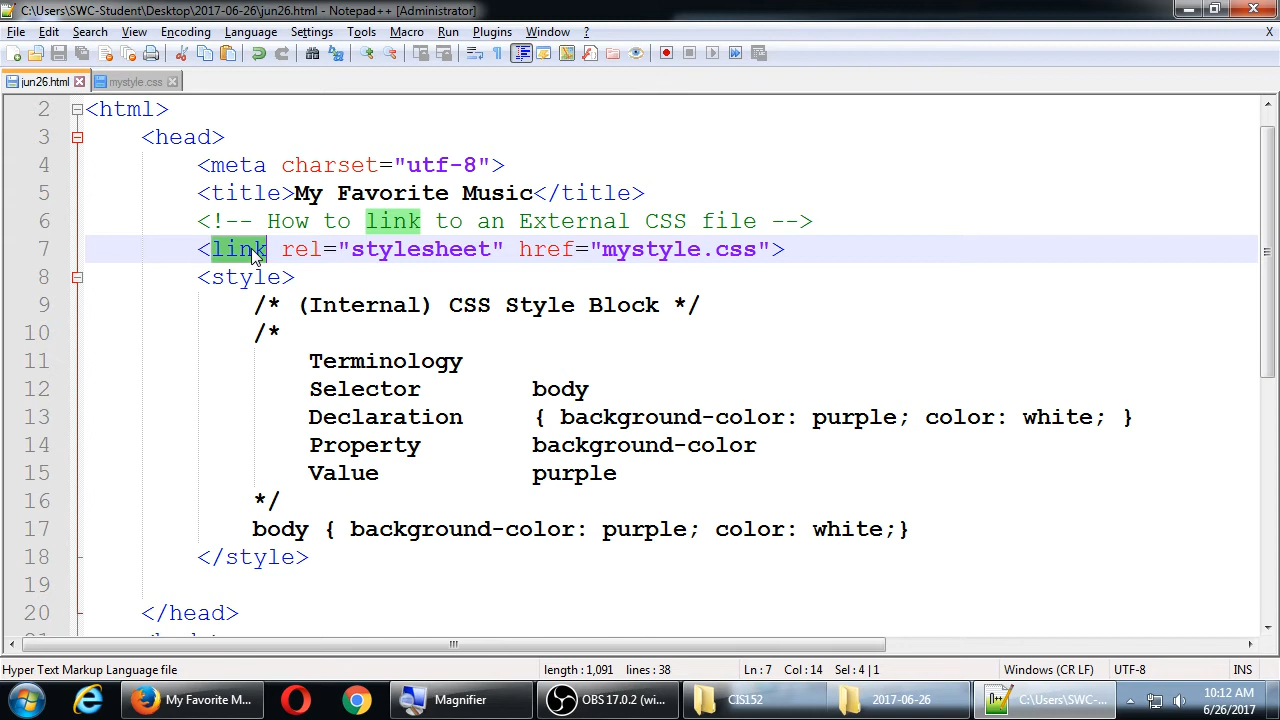 C:\Users\SWC-Student\Desktop\2017-06-26\jun26.html - Notepad++ [Administrator]
File Edit Search View Encoding Language Settings Tools Macro Run Plugins Window ? X
jun26.html mystyle.css
2 <html>
3 <head>
4 <meta charset="utf-8">
5 <title>My Favorite Music</title>
6 <!-- How to link to an External CSS file -->
7 <link rel="stylesheet" href="mystyle.css">
8 <style>
9 /* (Internal) CSS Style Block */
10 /*
11 Terminology
12 Selector body
13 Declaration { background-color: purple; color: white; }
14 Property background-color
15 Value purple
16 */
17 body { background-color: purple; color: white;}
18 </style>
19
20 </head>
Hyper Text Markup Language file length : 1,091 lines : 38 Ln : 7 Col : 14 Sel : 4 | 1 Windows (CR LF) UTF-8 INS
My Favorite M... Magnifier OBS 17.0.2 (wi... CIS152 2017-06-26 C:\Users\SWC-... 10:12 AM
6/26/2017